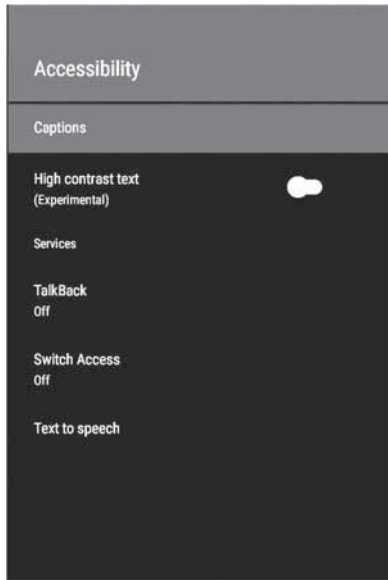 Accessibility
Captions
High contrast text
(Experimental)
Services
TalkBack
Off
Switch Access
Off
Text to speech